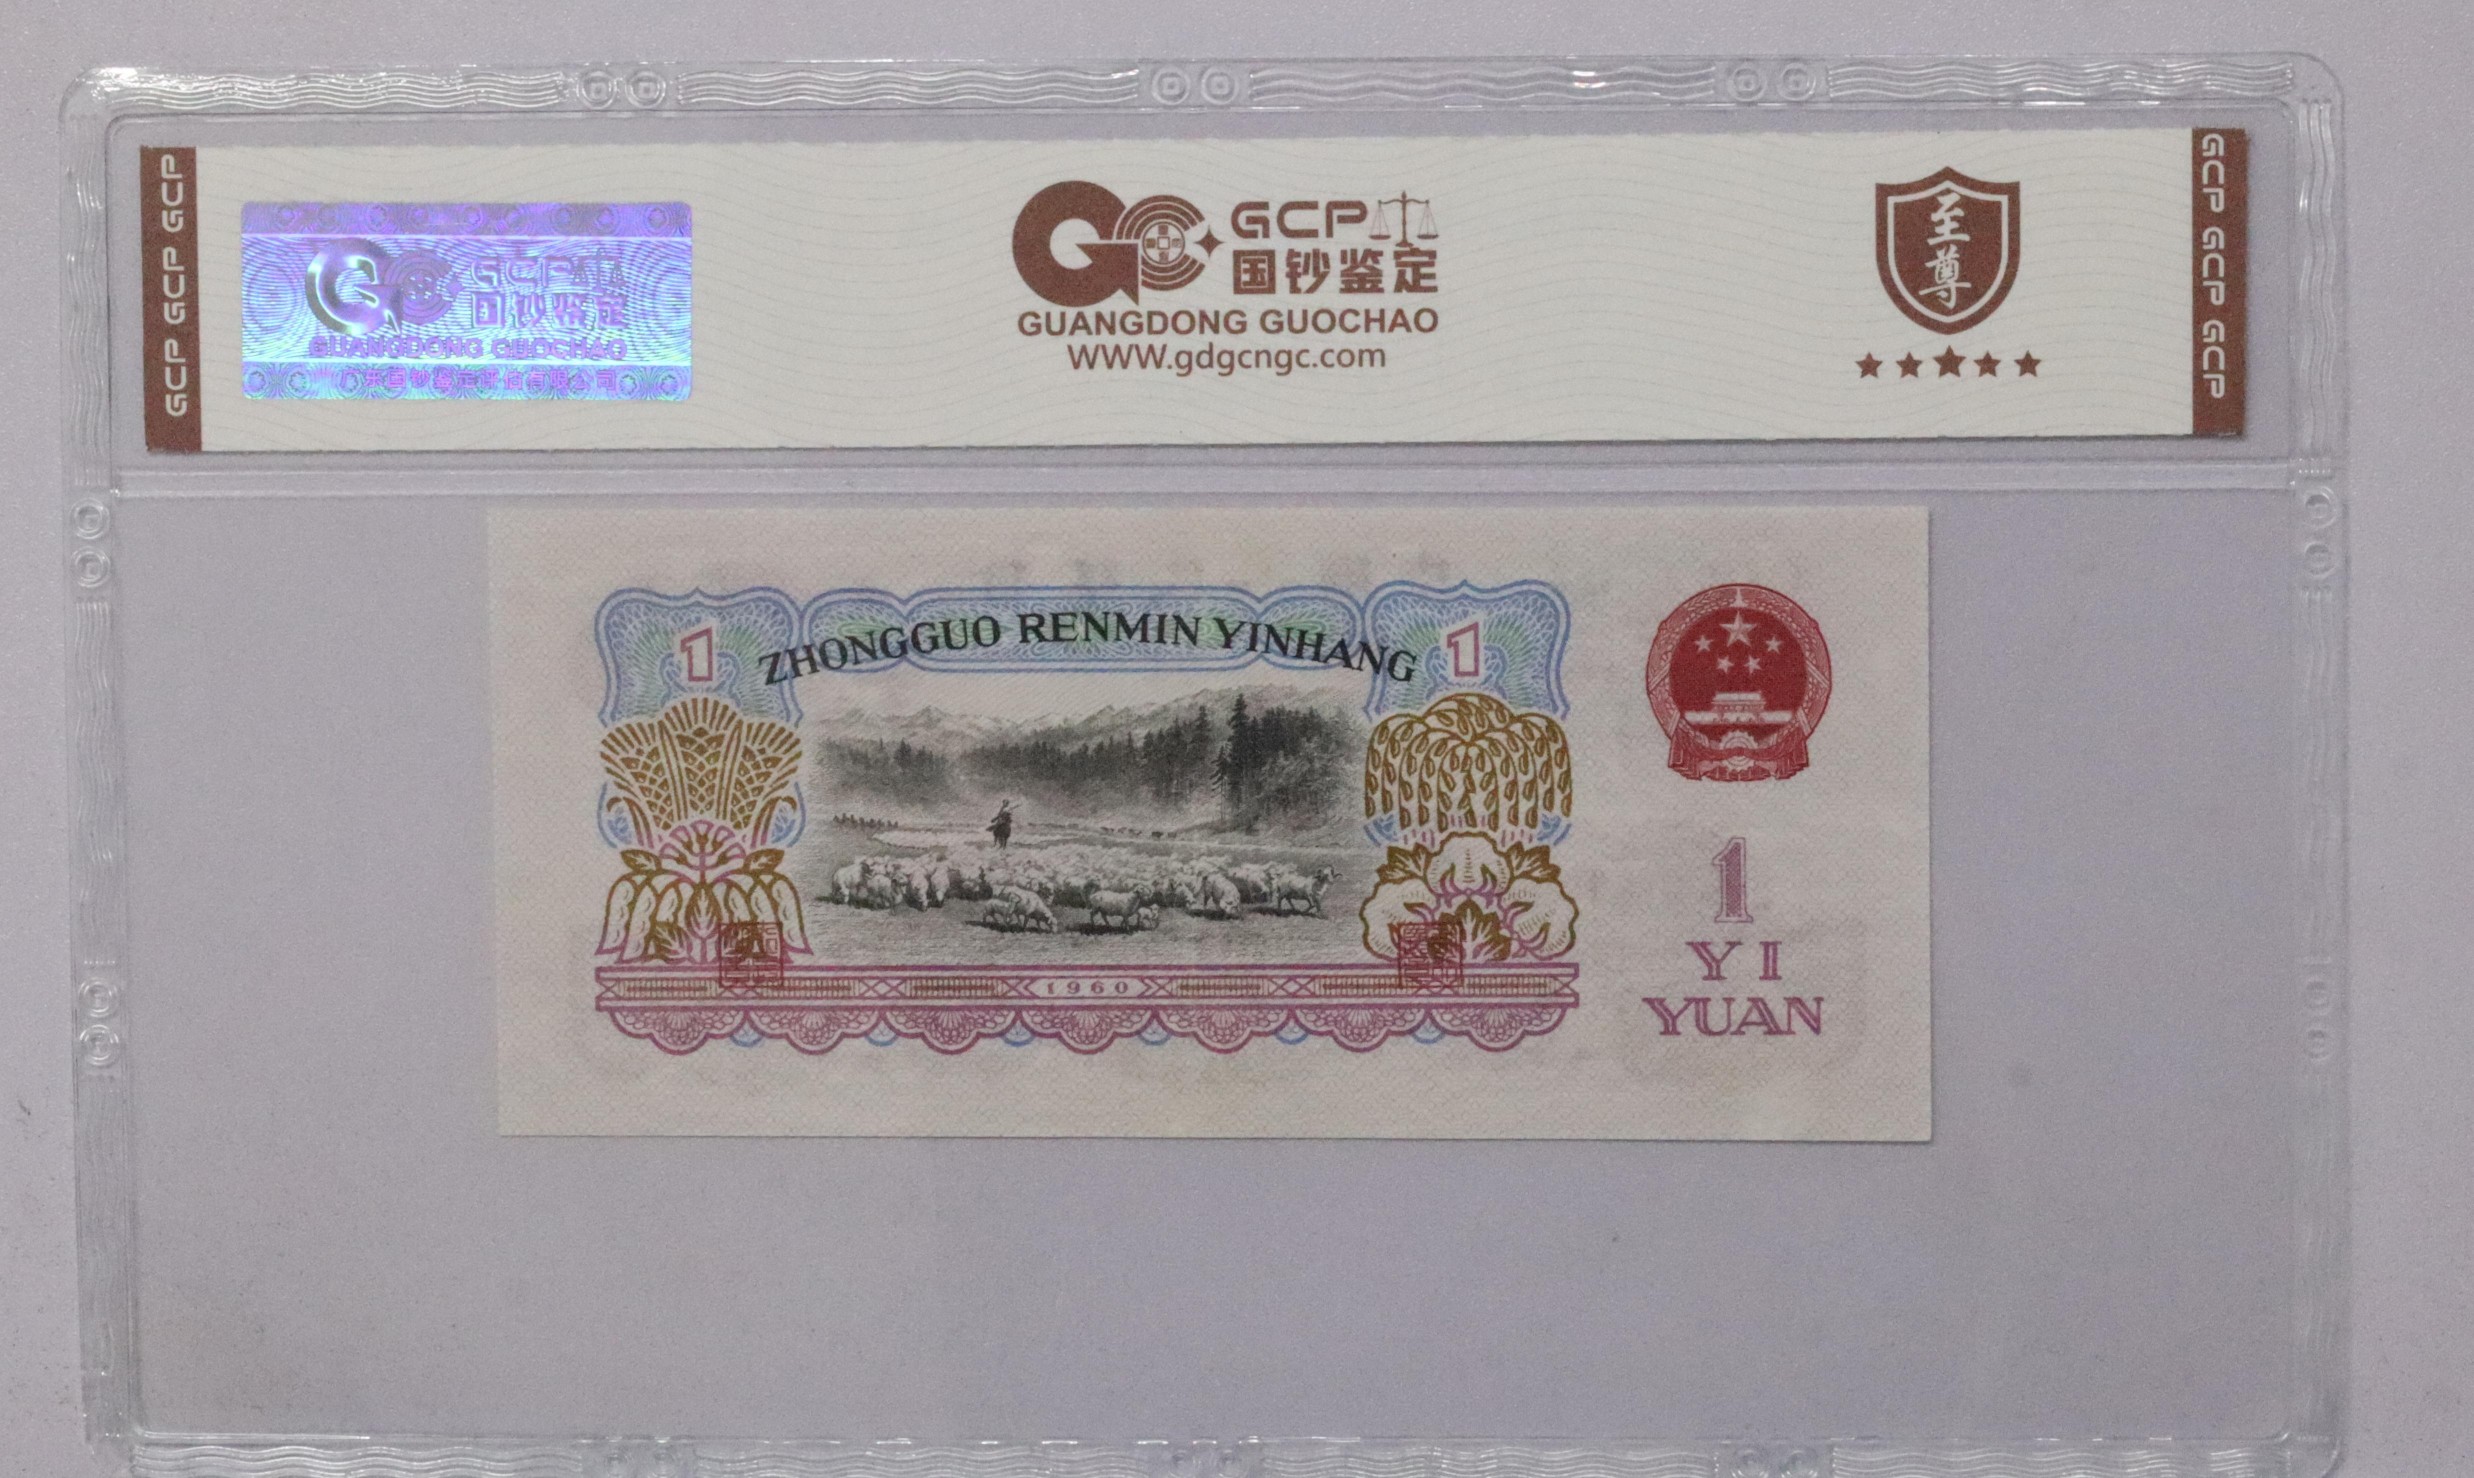 GCP GCP GCP
GCP
国钞鉴定
GUANGDONG GUOCHAO
广东国钞鉴定评估有限公司
GCP
国钞鉴定
GUANGDONG GUOCHAO
WWW.gdgcngc.com
至尊
GCP GCP GCP
1
ZHONGGUO RENMIN YINHANG
1
1960
1
YI
YUAN